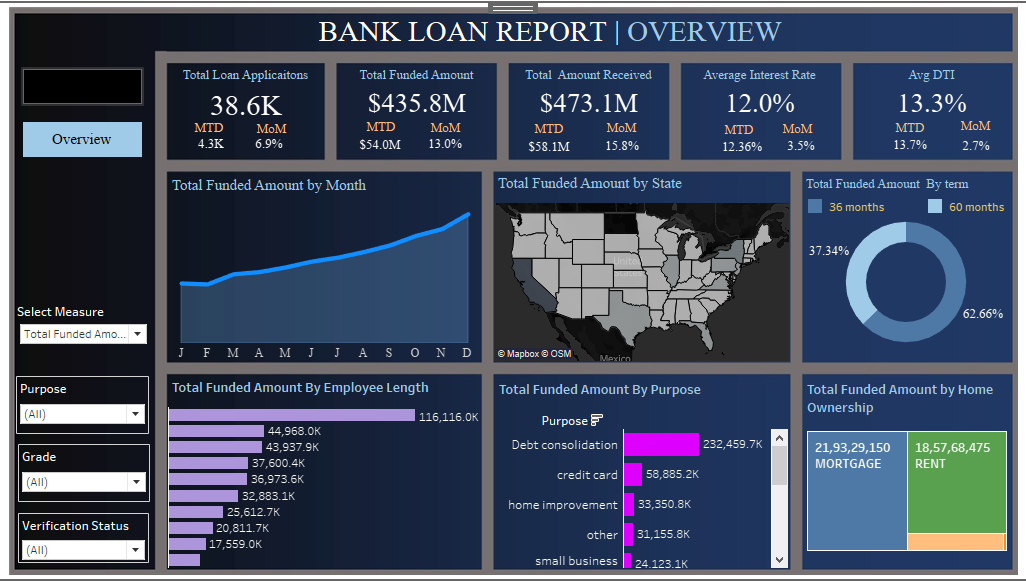 BANK LOAN REPORT | OVERVIEW
Total Loan Applicaitons
38.6K
MTD MoM
4.3K 6.9%
Total Funded Amount
$435.8M
MTD MoM
$54.0M 13.0%
Total Amount Received
$473.1M
MTD MoM
$58.1M 15.8%
Average Interest Rate
12.0%
MTD MoM
12.36% 3.5%
Avg DTI
13.3%
MTD MoM
13.7% 2.7%
Overview
Select Measure
Total Funded Amo...
Purpose
(All)
Grade
(All)
Verification Status
(All)
Total Funded Amount by Month
J F M A M J J A S O N D
Total Funded Amount by State
United
States
Mexico
© Mapbox © OSM
Total Funded Amount By term
36 months 60 months
37.34%
62.66%
Total Funded Amount By Employee Length
116,116.0K
44,968.0K
43,937.9K
37,600.4K
36,973.6K
32,883.1K
25,612.7K
20,811.7K
17,559.0K
Total Funded Amount By Purpose
Purpose
Debt consolidation 232,459.7K
credit card 58,885.2K
home improvement 33,350.8K
other 31,155.8K
small business 24,123.1K
Total Funded Amount by Home
Ownership
21,93,29,150
MORTGAGE
18,57,68,475
RENT